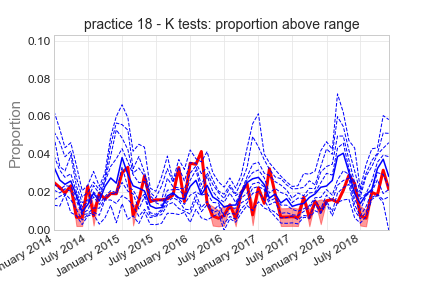 practice 18 - K tests: proportion above range
0.10
0.08
0.06
0.04
0.02
0.00
Proportion
July 2014
January 2015
July 2015
January 2016
July 2016
January 2017
July 2017
January 2018
July 2018